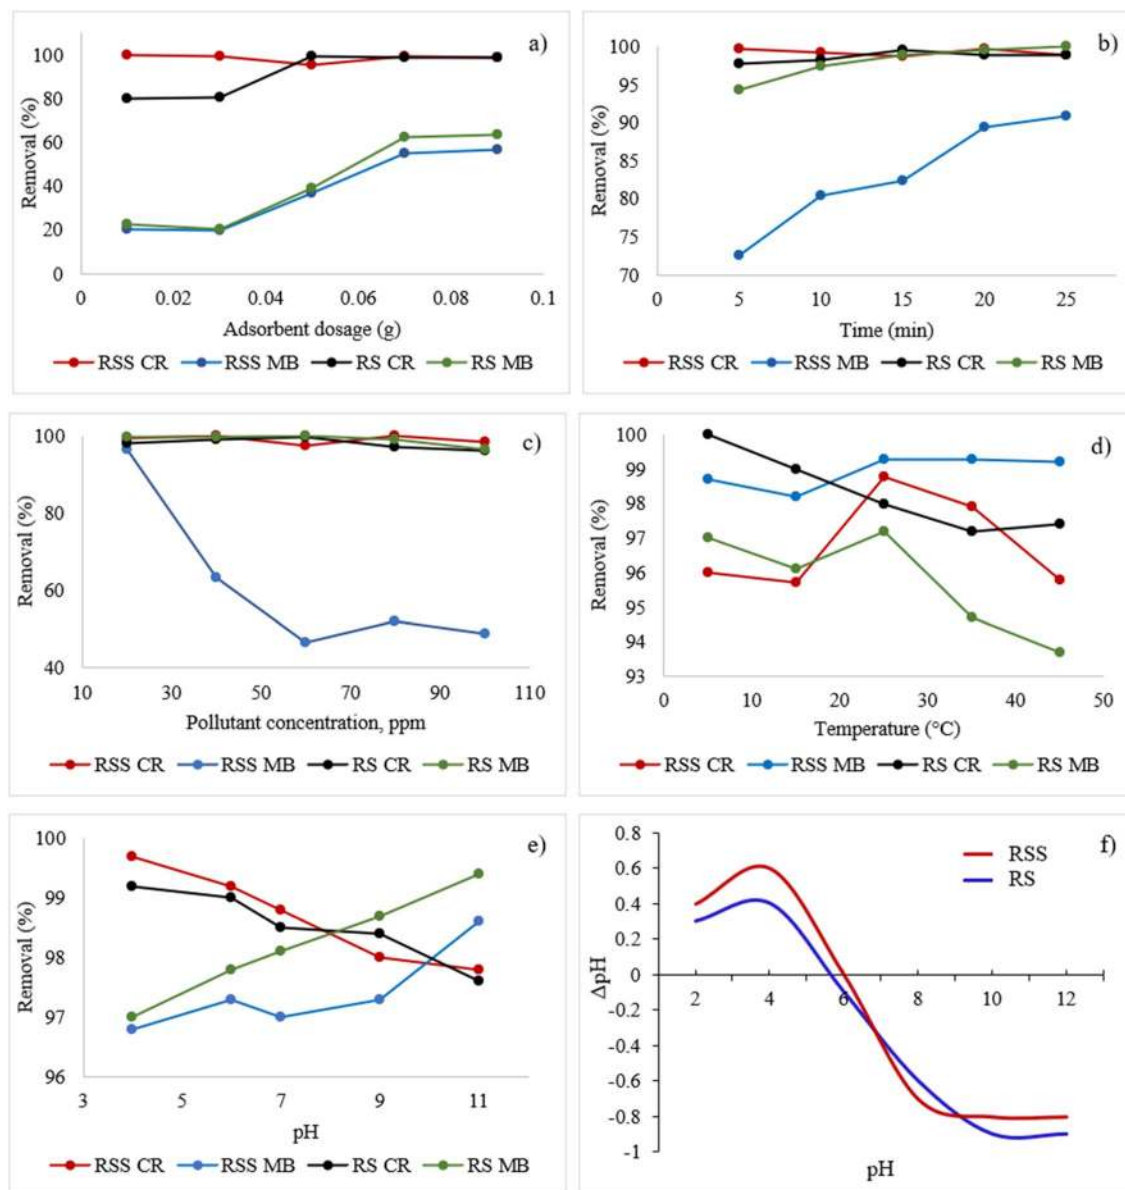 a)
Removal (%)
100
80
60
40
20
0
0 0.02 0.04 0.06 0.08 0.1
Adsorbent dosage (g)
RSS CR RSS MB RS CR RS MB
b)
Removal (%)
100
95
90
85
80
75
70
0 5 10 15 20 25
Time (min)
RSS CR RSS MB RS CR RS MB
c)
Removal (%)
100
80
60
40
10 30 50 70 90 110
Pollutant concentration, ppm
RSS CR RSS MB RS CR RS MB
d)
Removal (%)
100
99
98
97
96
95
94
93
0 10 20 30 40 50
Temperature (°C)
RSS CR RSS MB RS CR RS MB
e)
Removal (%)
100
99
98
97
96
3 5 7 9 11
pH
RSS CR RSS MB RS CR RS MB
f)
RSS
RS
ΔpH
0.8
0.6
0.4
0.2
0
-0.2
-0.4
-0.6
-0.8
-1
2 4 6 8 10 12
pH